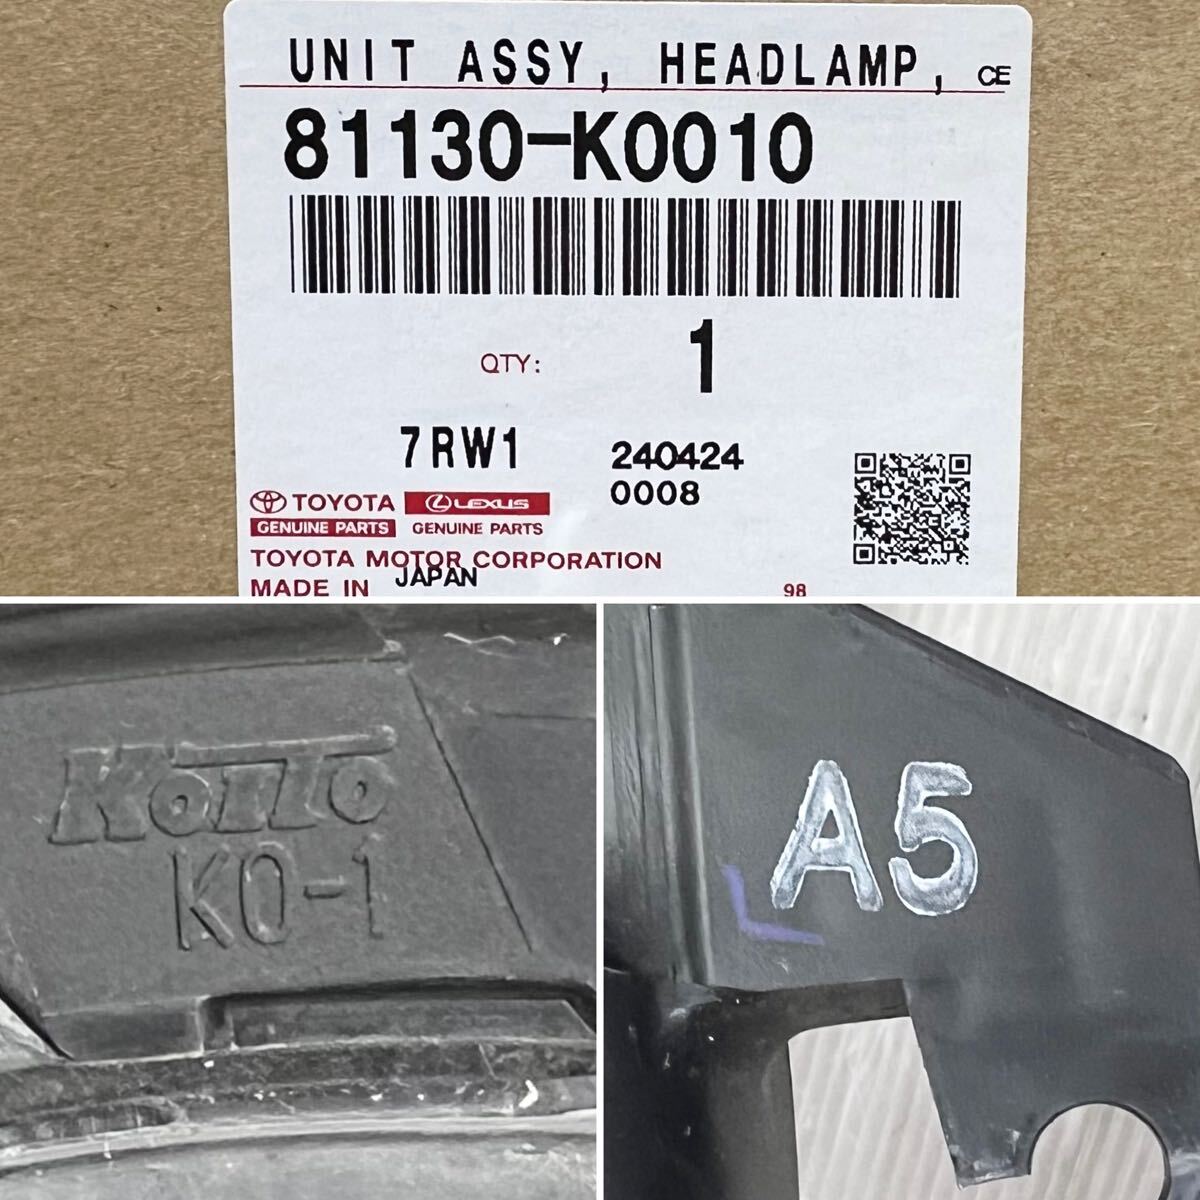 UNIT ASSY, HEADLAMP, CE
81130-K0010
QTY: 1
7RW1 240424
0008
TOYOTA LEXUS
GENUINE PARTS GENUINE PARTS
TOYOTA MOTOR CORPORATION
MADE IN JAPAN
98
KOITO
K0-1
A5
L